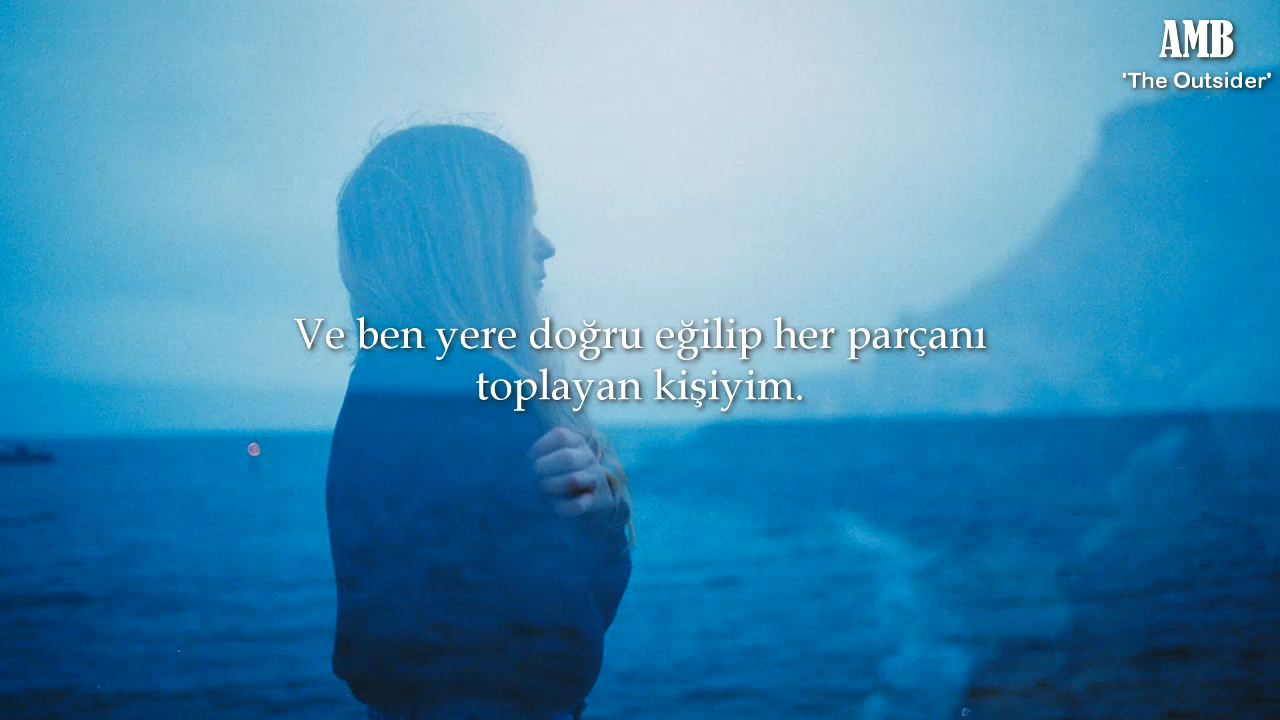 AMB
'The Outsider'
Ve ben yere doğru eğilip her parçanı
toplayan kişiyim.